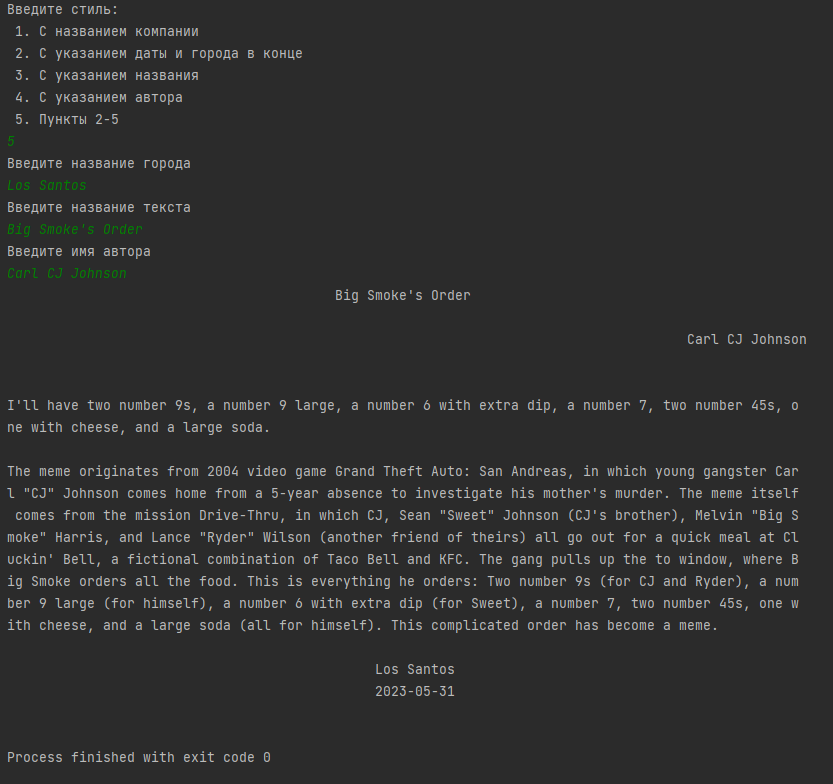 Введите стиль:
1. С названием компании
2. С указанием даты и города в конце
3. С указанием названия
4. С указанием автора
5. Пункты 2-5
5
Введите название города
Los Santos
Введите название текста
Big Smoke's Order
Введите имя автора
Carl CJ Johnson
Big Smoke's Order
Carl CJ Johnson
I'll have two number 9s, a number 9 large, a number 6 with extra dip, a number 7, two number 45s, o
ne with cheese, and a large soda.
The meme originates from 2004 video game Grand Theft Auto: San Andreas, in which young gangster Car
l "CJ" Johnson comes home from a 5-year absence to investigate his mother's murder. The meme itself
comes from the mission Drive-Thru, in which CJ, Sean "Sweet" Johnson (CJ's brother), Melvin "Big S
moke" Harris, and Lance "Ryder" Wilson (another friend of theirs) all go out for a quick meal at Cl
uckin' Bell, a fictional combination of Taco Bell and KFC. The gang pulls up the to window, where B
ig Smoke orders all the food. This is everything he orders: Two number 9s (for CJ and Ryder), a num
ber 9 large (for himself), a number 6 with extra dip (for Sweet), a number 7, two number 45s, one w
ith cheese, and a large soda (all for himself). This complicated order has become a meme.
Los Santos
2023-05-31
Process finished with exit code 0